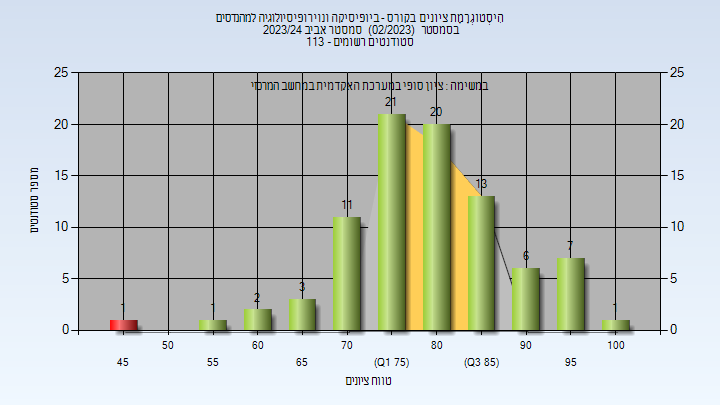 הִיסְטוֹגְרָמַת ציונים בקורס - ביופיסיקה ונוירופיסיולוגיה למהנדסים
בסמסטר (02/2023) סמסטר אביב 2023/24
סטודנטים רשומים - 113
במשימה : ציון סופי במערכת האקדמית במחשב המרכזי
25 25
20 20
15 15
10 10
5 5
0 0
מספר סטודנטים
1 1 2 3 11 21 20 13 6 7 1
50 60 70 80 90 100
45 55 65 (Q1 75) (Q3 85) 95
טווח ציונים